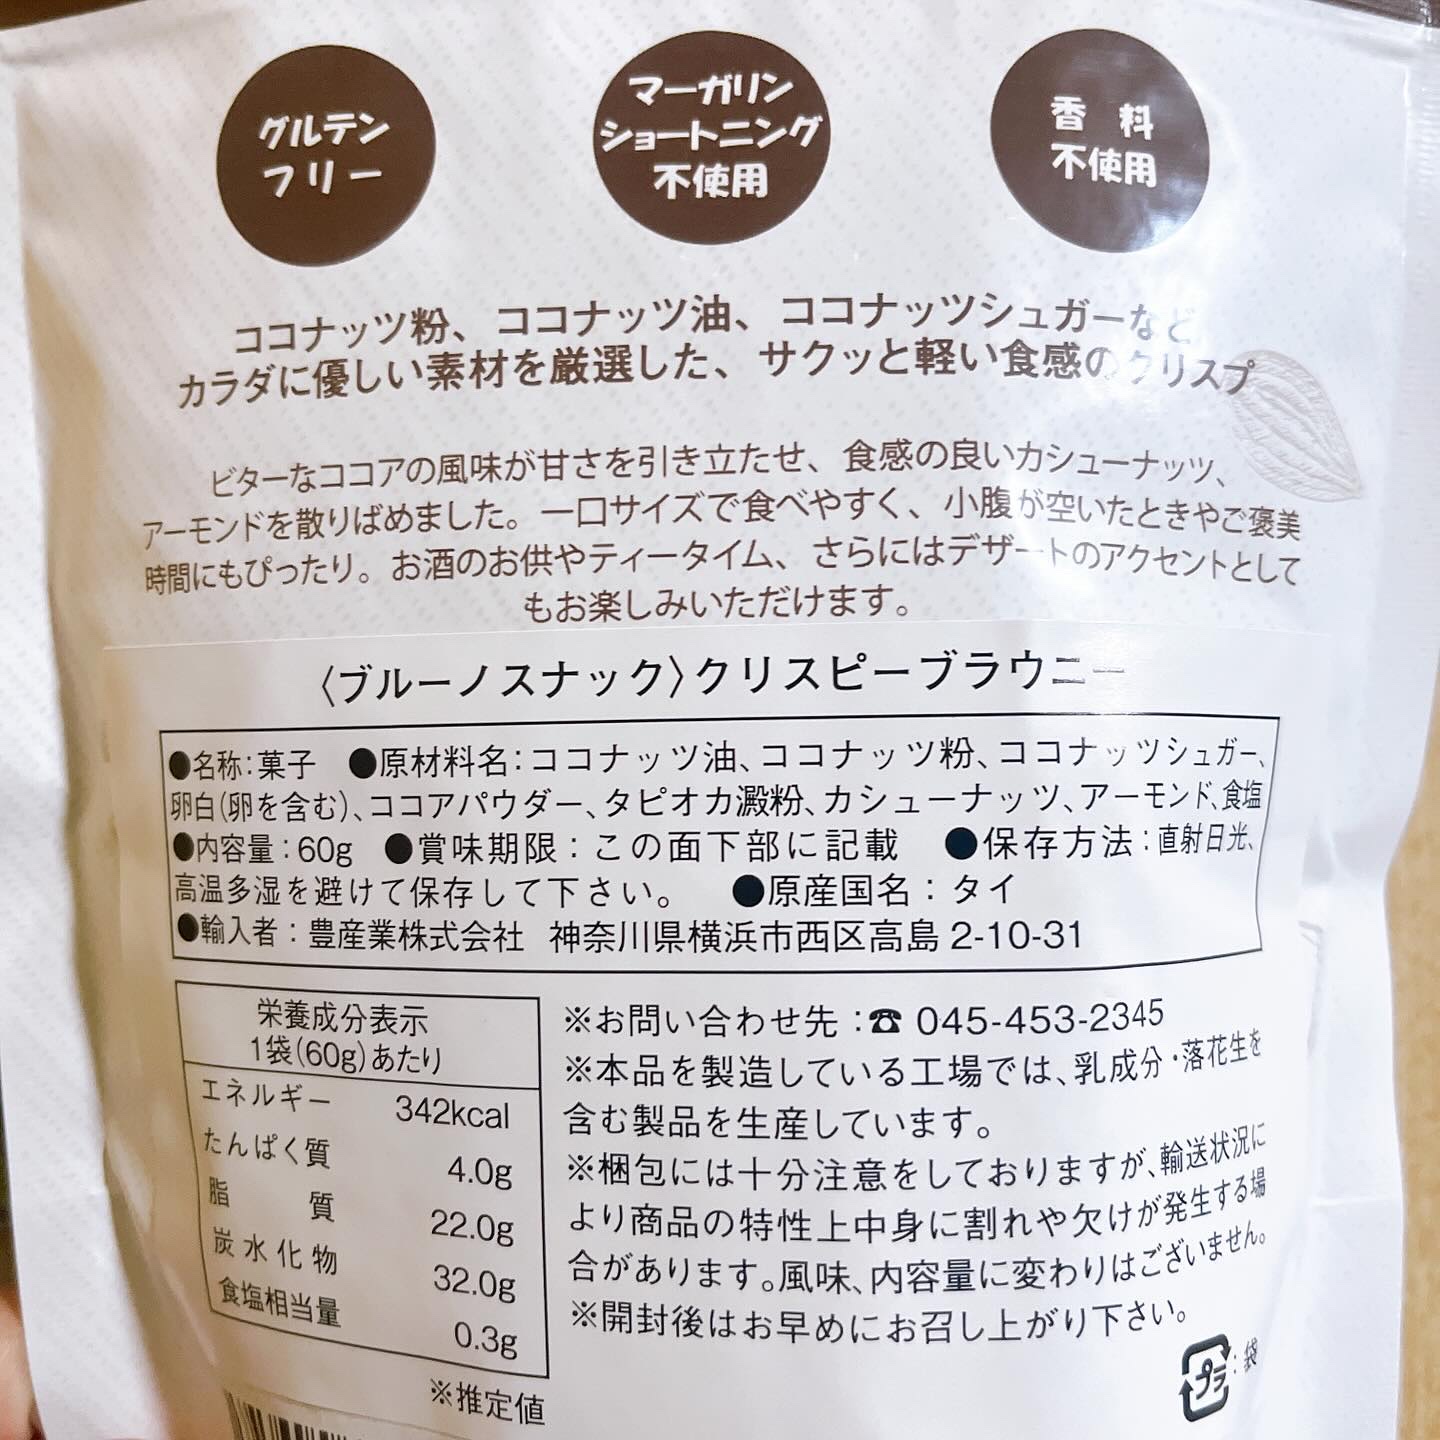 グルテン
フリー
マーガリン
ショートニング
不使用
香 料
不使用
ココナッツ粉、ココナッツ油、ココナッツシュガーなど、
カラダに優しい素材を厳選した、サクッと軽い食感のクリスプ
ビターなココアの風味が甘さを引き立たせ、食感の良いカシューナッツ、
アーモンドを散りばめました。一口サイズで食べやすく、小腹が空いたときやご褒美
時間にもぴったり。お酒のお供やティータイム、さらにはデザートのアクセントとして
もお楽しみいただけます。
〈ブルーノスナック〉クリスピーブラウニー
●名称:菓子 ●原材料名:ココナッツ油、ココナッツ粉、ココナッツシュガー、
卵白(卵を含む)、ココアパウダー、タピオカ澱粉、カシューナッツ、アーモンド、食塩
●内容量:60g ●賞味期限:この面下部に記載 ●保存方法:直射日光、
高温多湿を避けて保存して下さい。 ●原産国名:タイ
●輸入者:豊産業株式会社 神奈川県横浜市西区高島2-10-31
栄養成分表示
1袋(60g)あたり
エネルギー 342kcal
たんぱく質 4.0g
脂質 22.0g
炭水化物 32.0g
食塩相当量 0.3g
※推定値
※お問い合わせ先:☎ 045-453-2345
※本品を製造している工場では、乳成分・落花生を
含む製品を生産しています。
※梱包には十分注意をしておりますが、輸送状況に
より商品の特性上中身に割れや欠けが発生する場
合があります。風味、内容量に変わりはございません。
※開封後はお早めにお召し上がり下さい。
プラ:袋